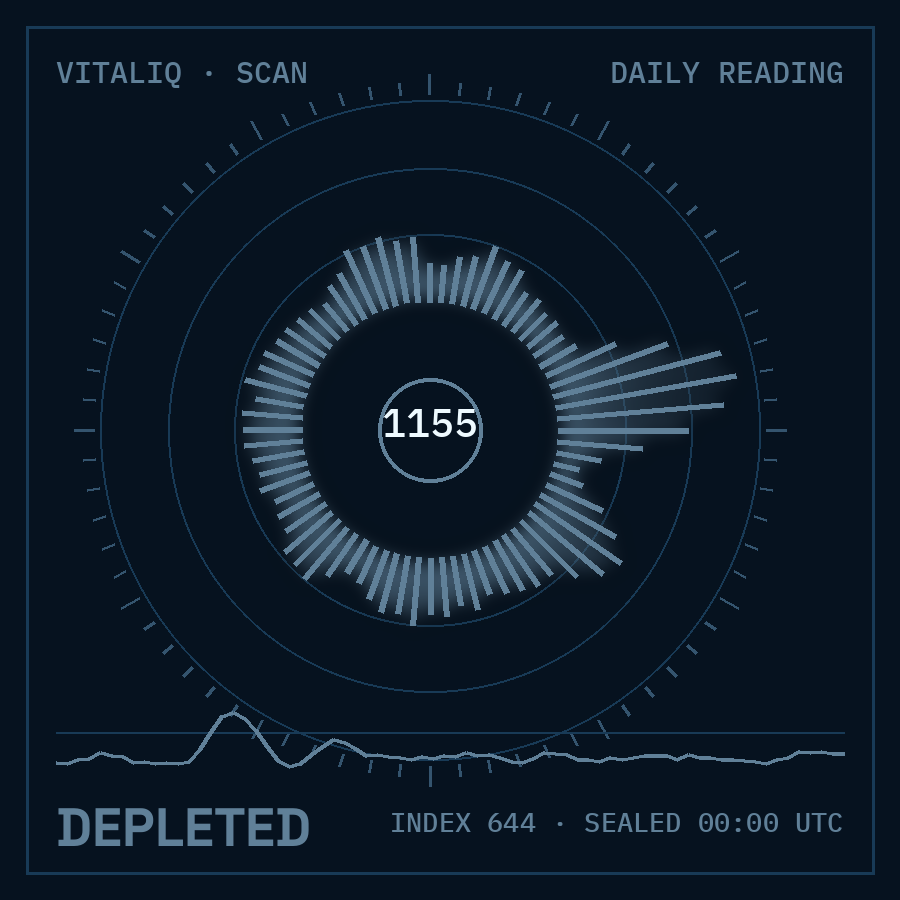 VITALIQ · SCAN
DAILY READING
1155
DEPLETED
INDEX 644 · SEALED 00:00 UTC